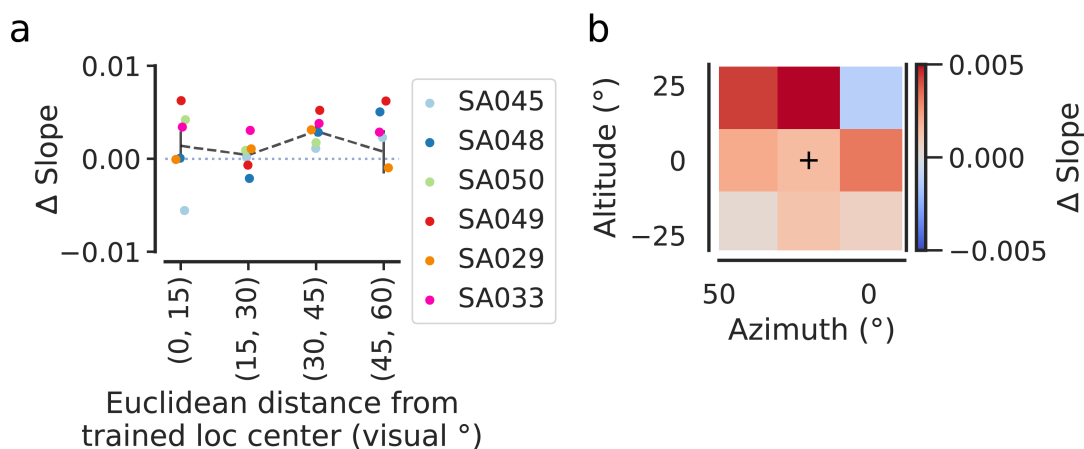 a
0.01
0.00
−0.01
Δ Slope
(0, 15)
(15, 30)
(30, 45)
(45, 60)
Euclidean distance from
trained loc center (visual °)
SA045
SA048
SA050
SA049
SA029
SA033
b
25
0
−25
Altitude (°)
50
0
Azimuth (°)
0.005
0.000
−0.005
Δ Slope